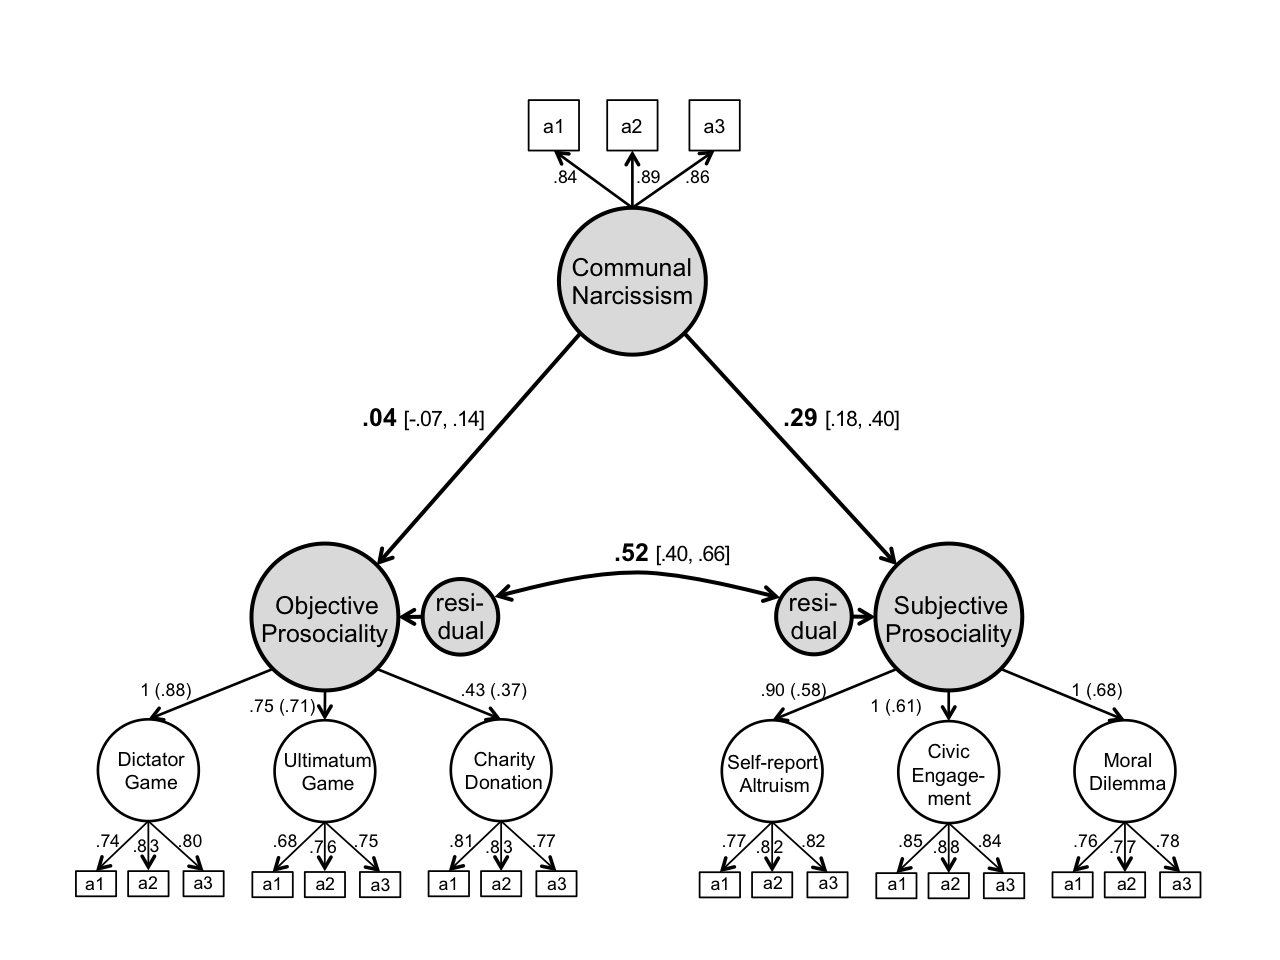 a1 a2 a3
.84 .89 .86
Communal
Narcissism
.04 [-.07, .14]
.29 [.18, .40]
.52 [.40, .66]
Objective
Prosociality
resi-
dual
resi-
dual
Subjective
Prosociality
1 (.88)
.75 (.71)
.43 (.37)
.90 (.58)
1 (.61)
1 (.68)
Dictator
Game
Ultimatum
Game
Charity
Donation
Self-report
Altruism
Civic
Engage-
ment
Moral
Dilemma
.74 .83 .80
.68 .76 .75
.81 .83 .77
.77 .82 .82
.85 .88 .84
.76 .77 .78
a1 a2 a3
a1 a2 a3
a1 a2 a3
a1 a2 a3
a1 a2 a3
a1 a2 a3